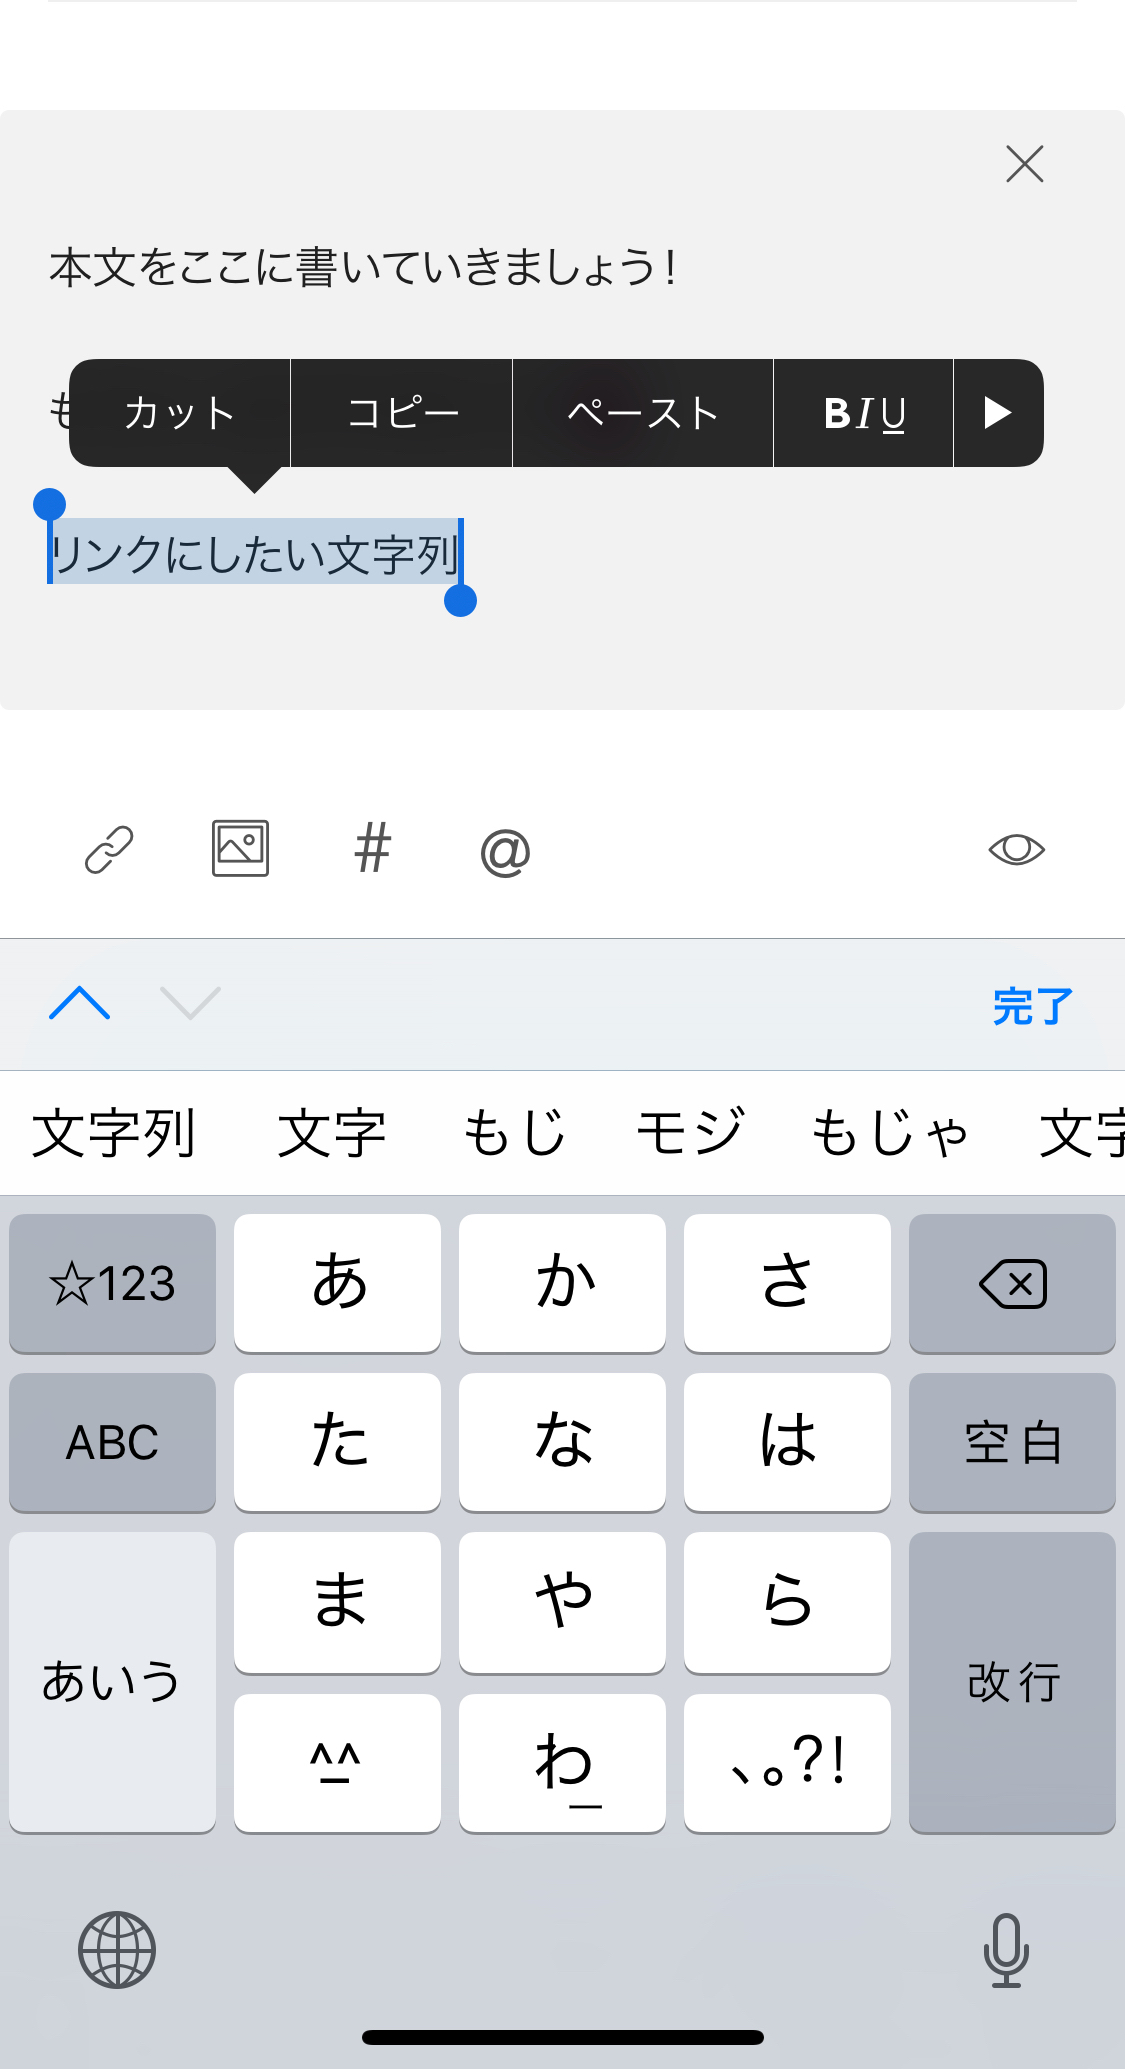 本文をここに書いていきましょう！
も
カット コピー ペースト B I U
リンクにしたい文字列
# @
完了
文字列 文字 もじ モジ もじゃ 文字
☆123 あ か さ
ABC た な は 空白
あいう ま や ら 改行
^_^ わ_ 、。?!